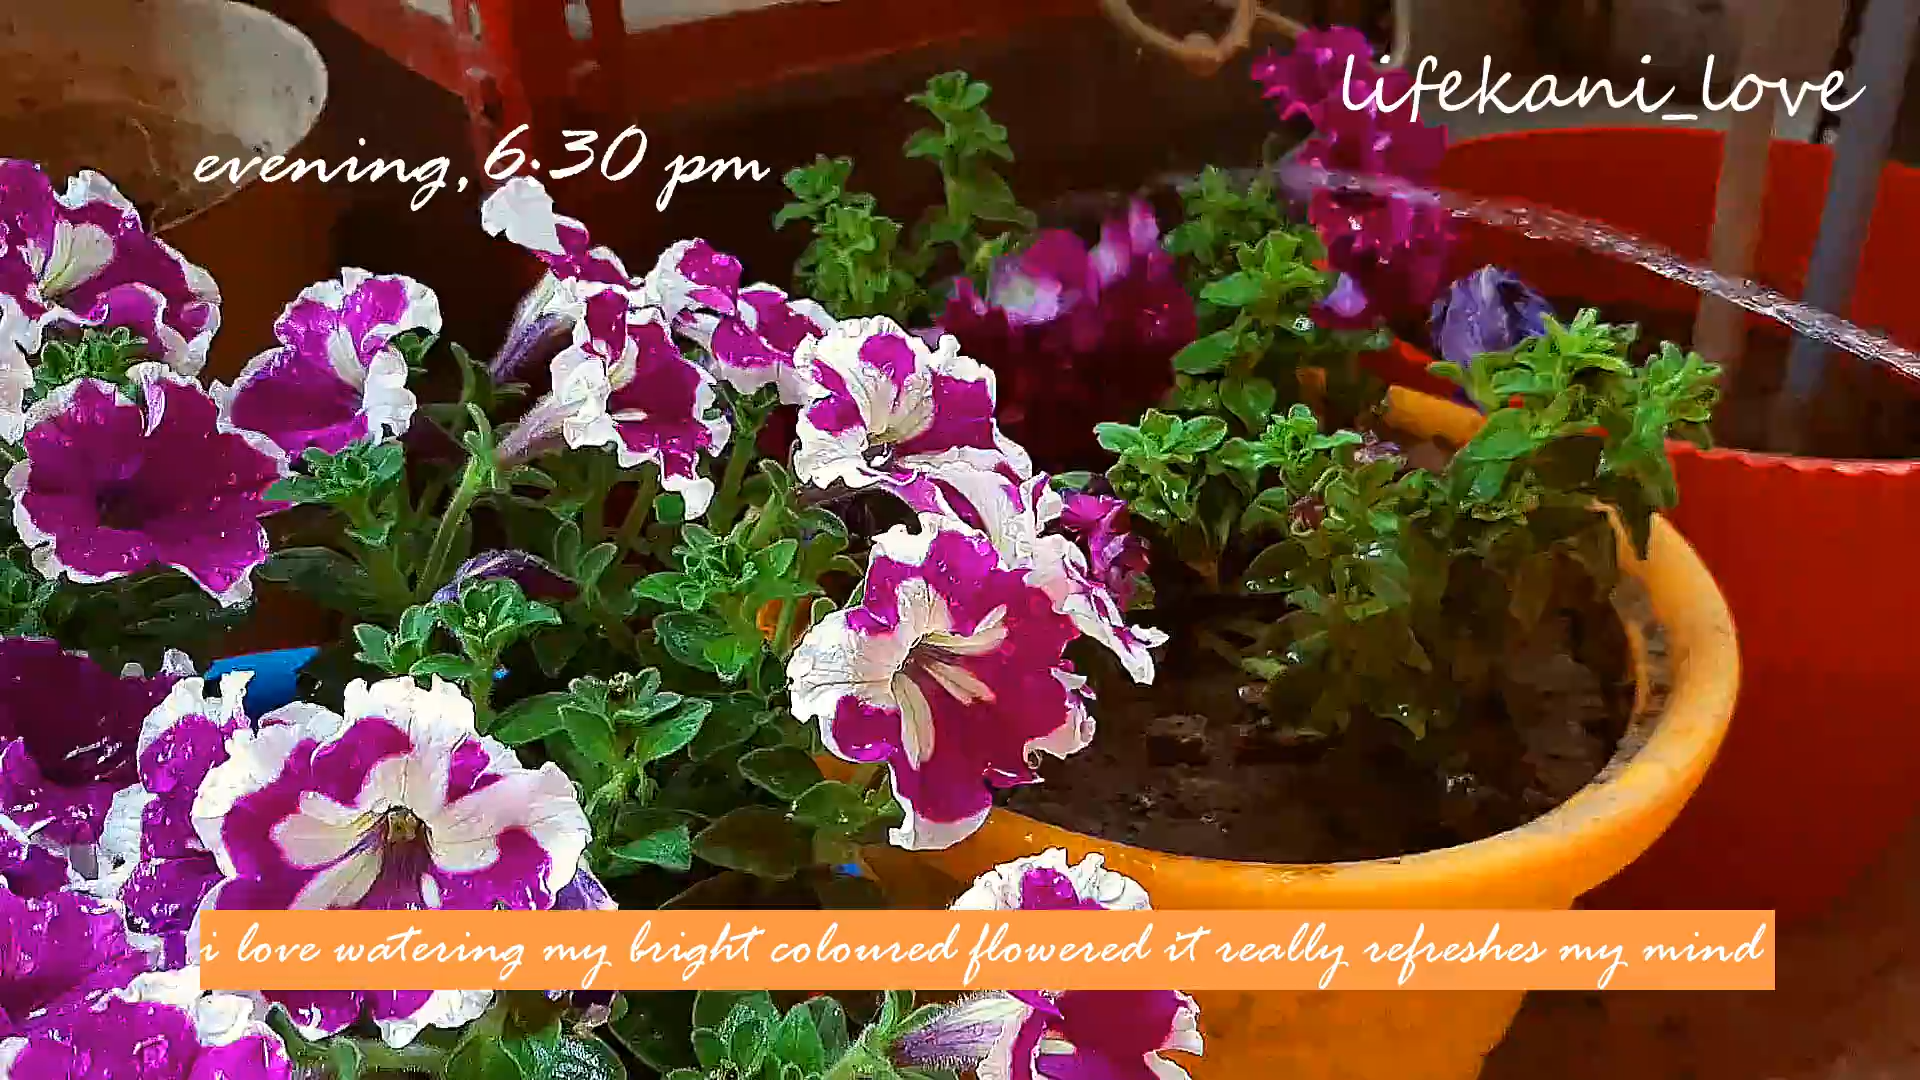 lifekani_love
evening, 6:30 pm
i love watering my bright coloured flowered it really refreshes my mind